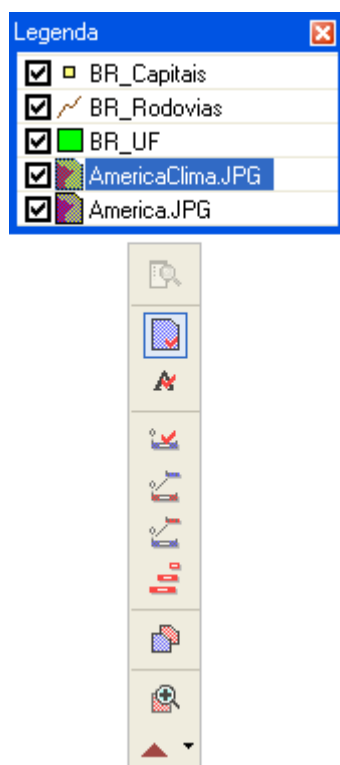 Legenda
BR_Capitais
BR_Rodovias
BR_UF
AmericaClima.JPG
America.JPG